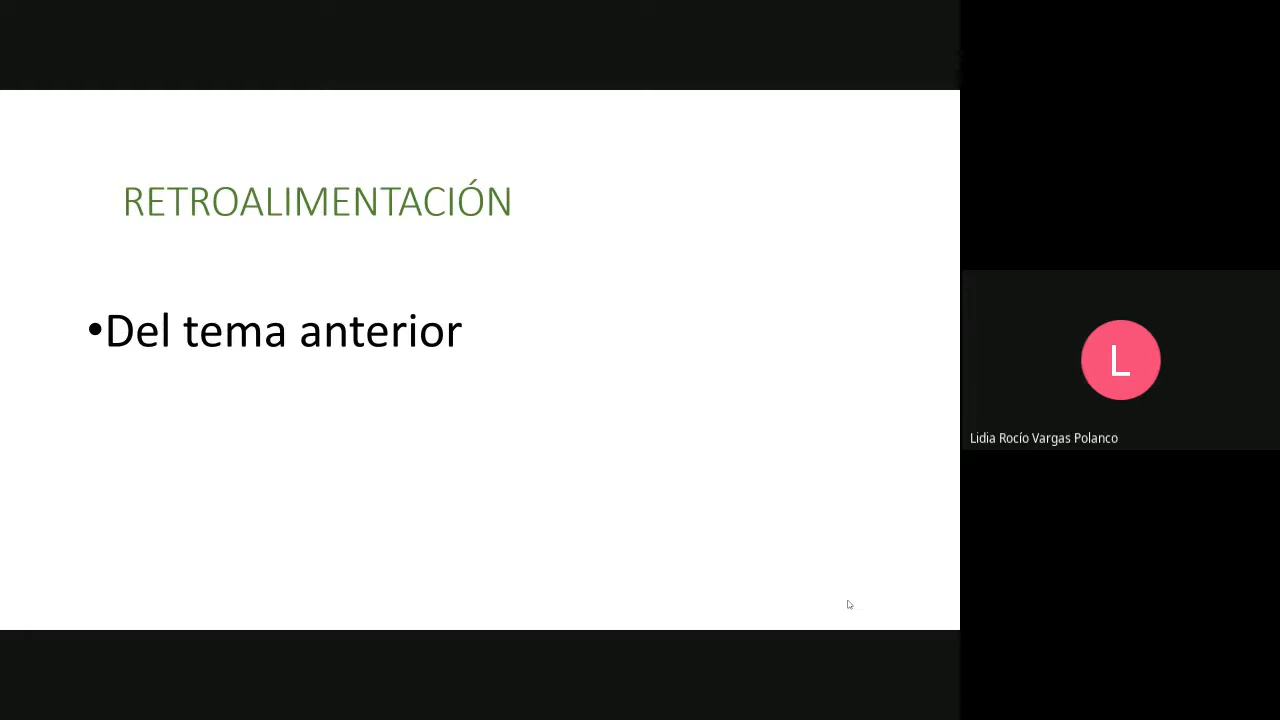 RETROALIMENTACIÓN
•Del tema anterior
L
Lidia Rocío Vargas Polanco